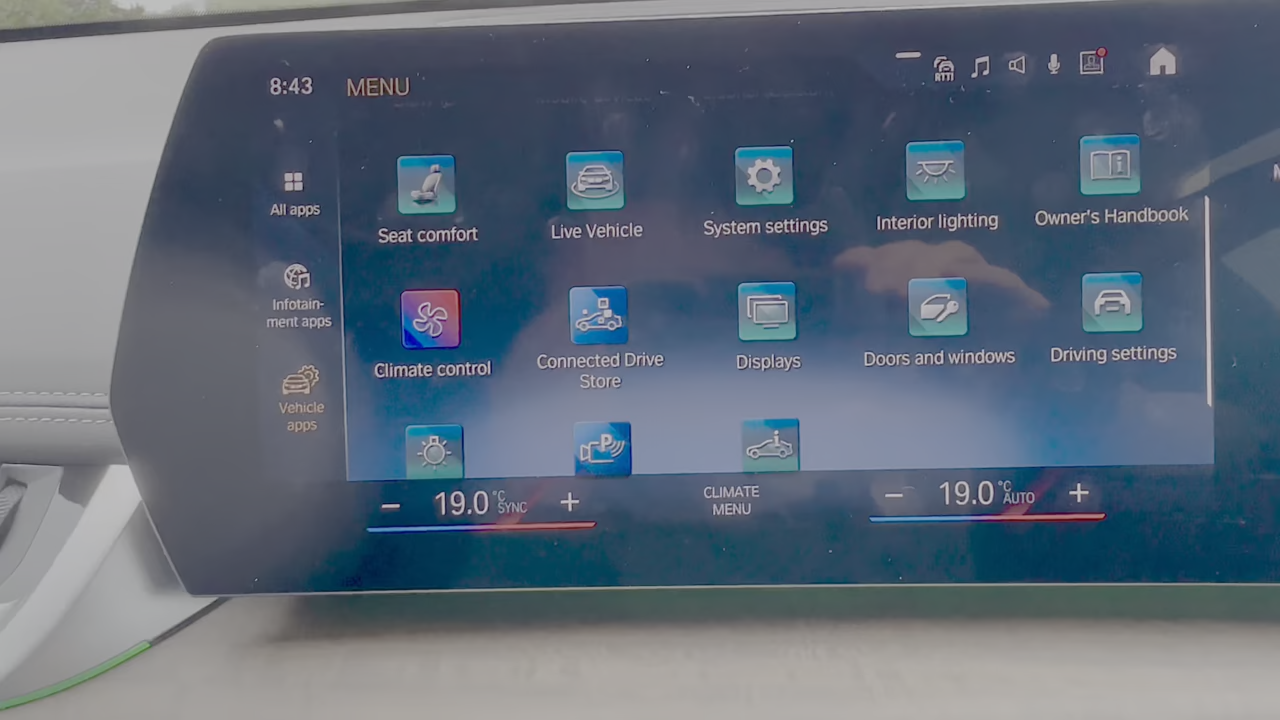 8:43 MENU
RTTI
All apps
Infotain-
ment apps
Vehicle
apps
Seat comfort
Live Vehicle
System settings
Interior lighting
Owner's Handbook
Climate control
Connected Drive
Store
Displays
Doors and windows
Driving settings
P
− 19.0 °C SYNC +
CLIMATE
MENU
− 19.0 °C AUTO +